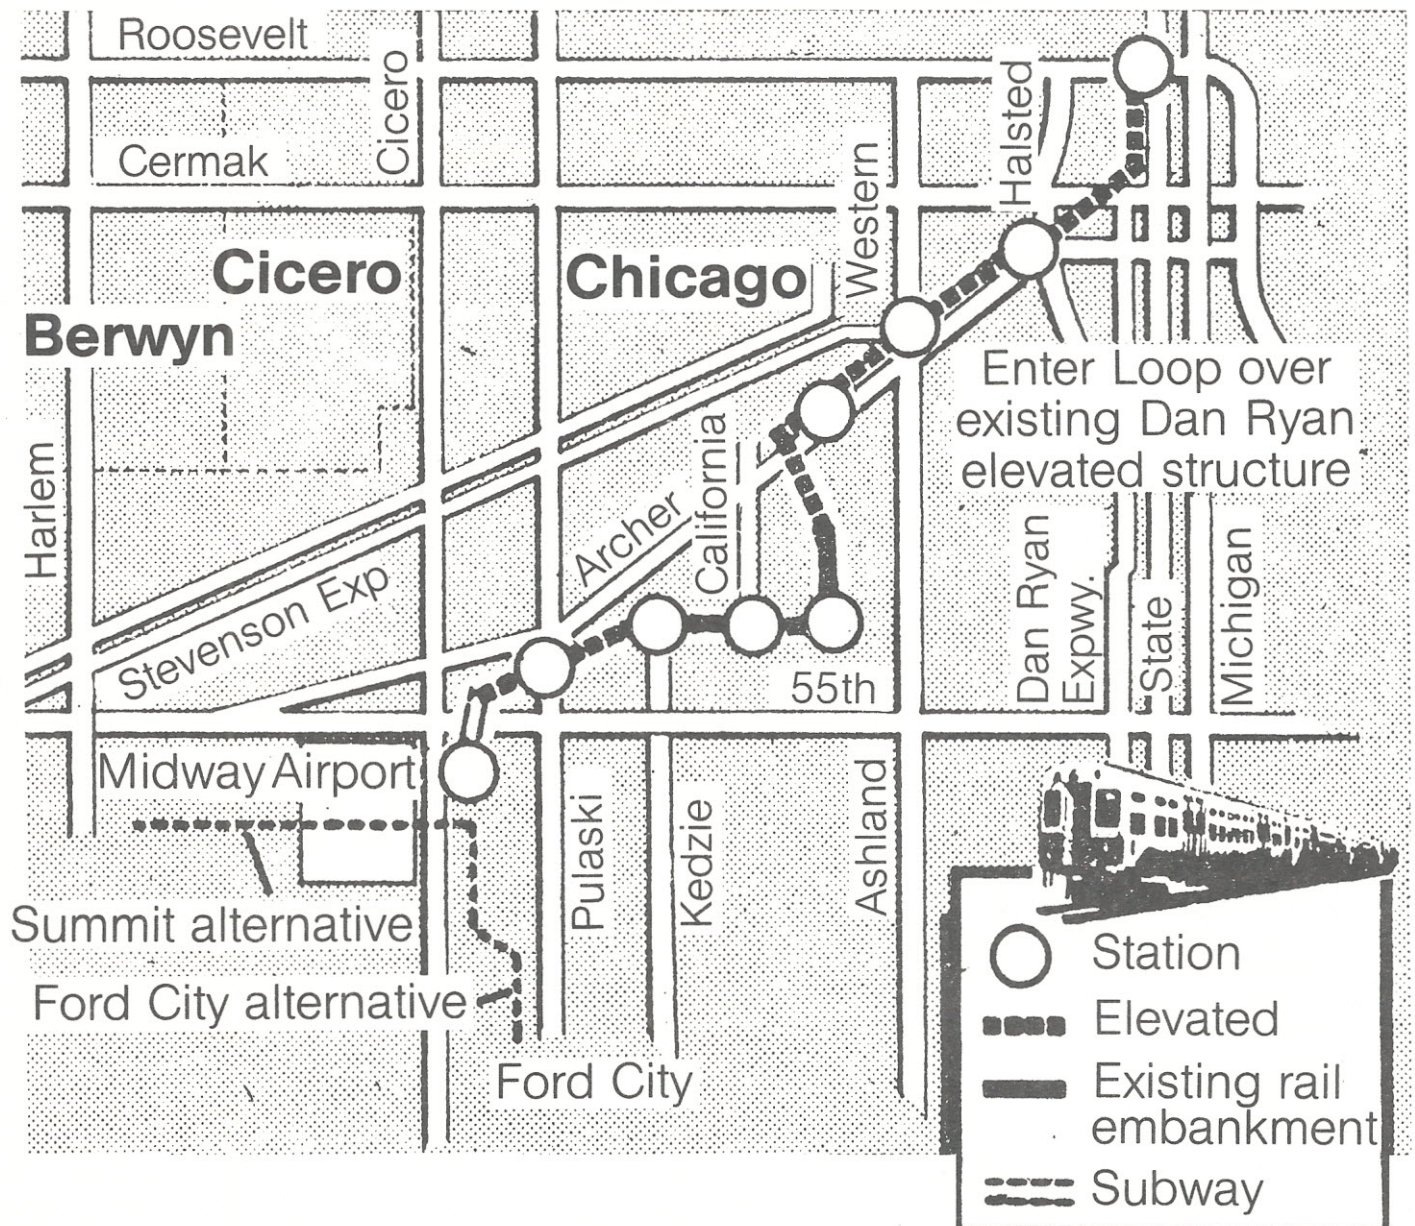 Roosevelt
Cicero
Cermak
Halsted
Western
Cicero
Chicago
Berwyn
Enter Loop over
existing Dan Ryan
elevated structure
Harlem
California
Archer
Stevenson Exp
Dan Ryan
Expwy.
State
Michigan
55th
Midway Airport
Pulaski
Kedzie
Ashland
Summit alternative
Ford City alternative
Ford City
Station
Elevated
Existing rail
embankment
Subway